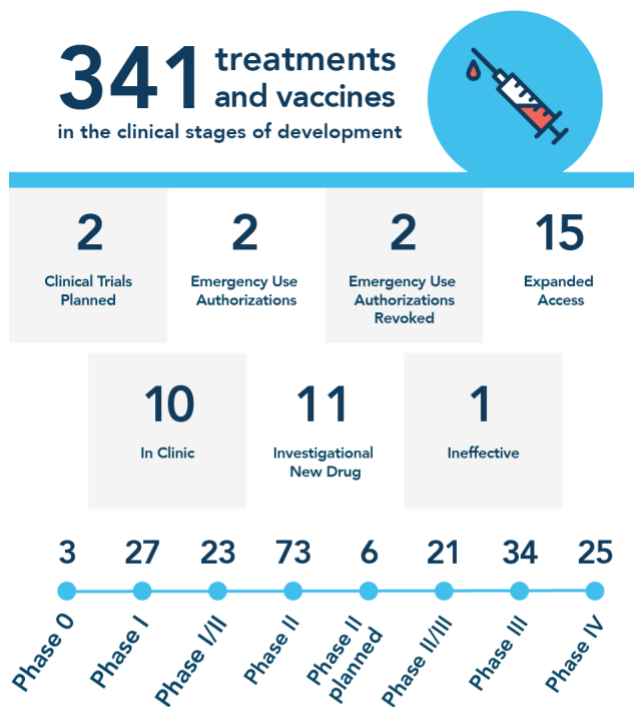 341 treatments
and vaccines
in the clinical stages of development
2
Clinical Trials
Planned
2
Emergency Use
Authorizations
2
Emergency Use
Authorizations
Revoked
15
Expanded
Access
10
In Clinic
11
Investigational
New Drug
1
Ineffective
3 27 23 73 6 21 34 25
Phase 0
Phase I
Phase I/II
Phase II
Phase II
planned
Phase II/III
Phase III
Phase IV